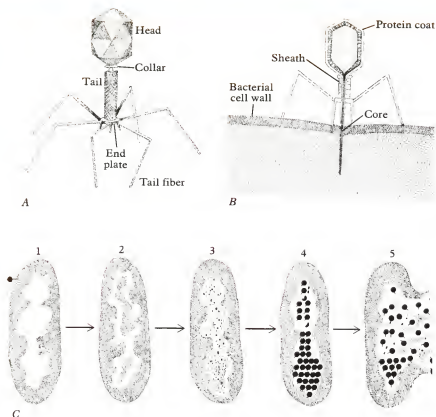 Head
Collar
Tail
End
plate
Tail fiber
A
Protein coat
Sheath
Bacterial
cell wall
Core
B
1 2 3 4 5
C